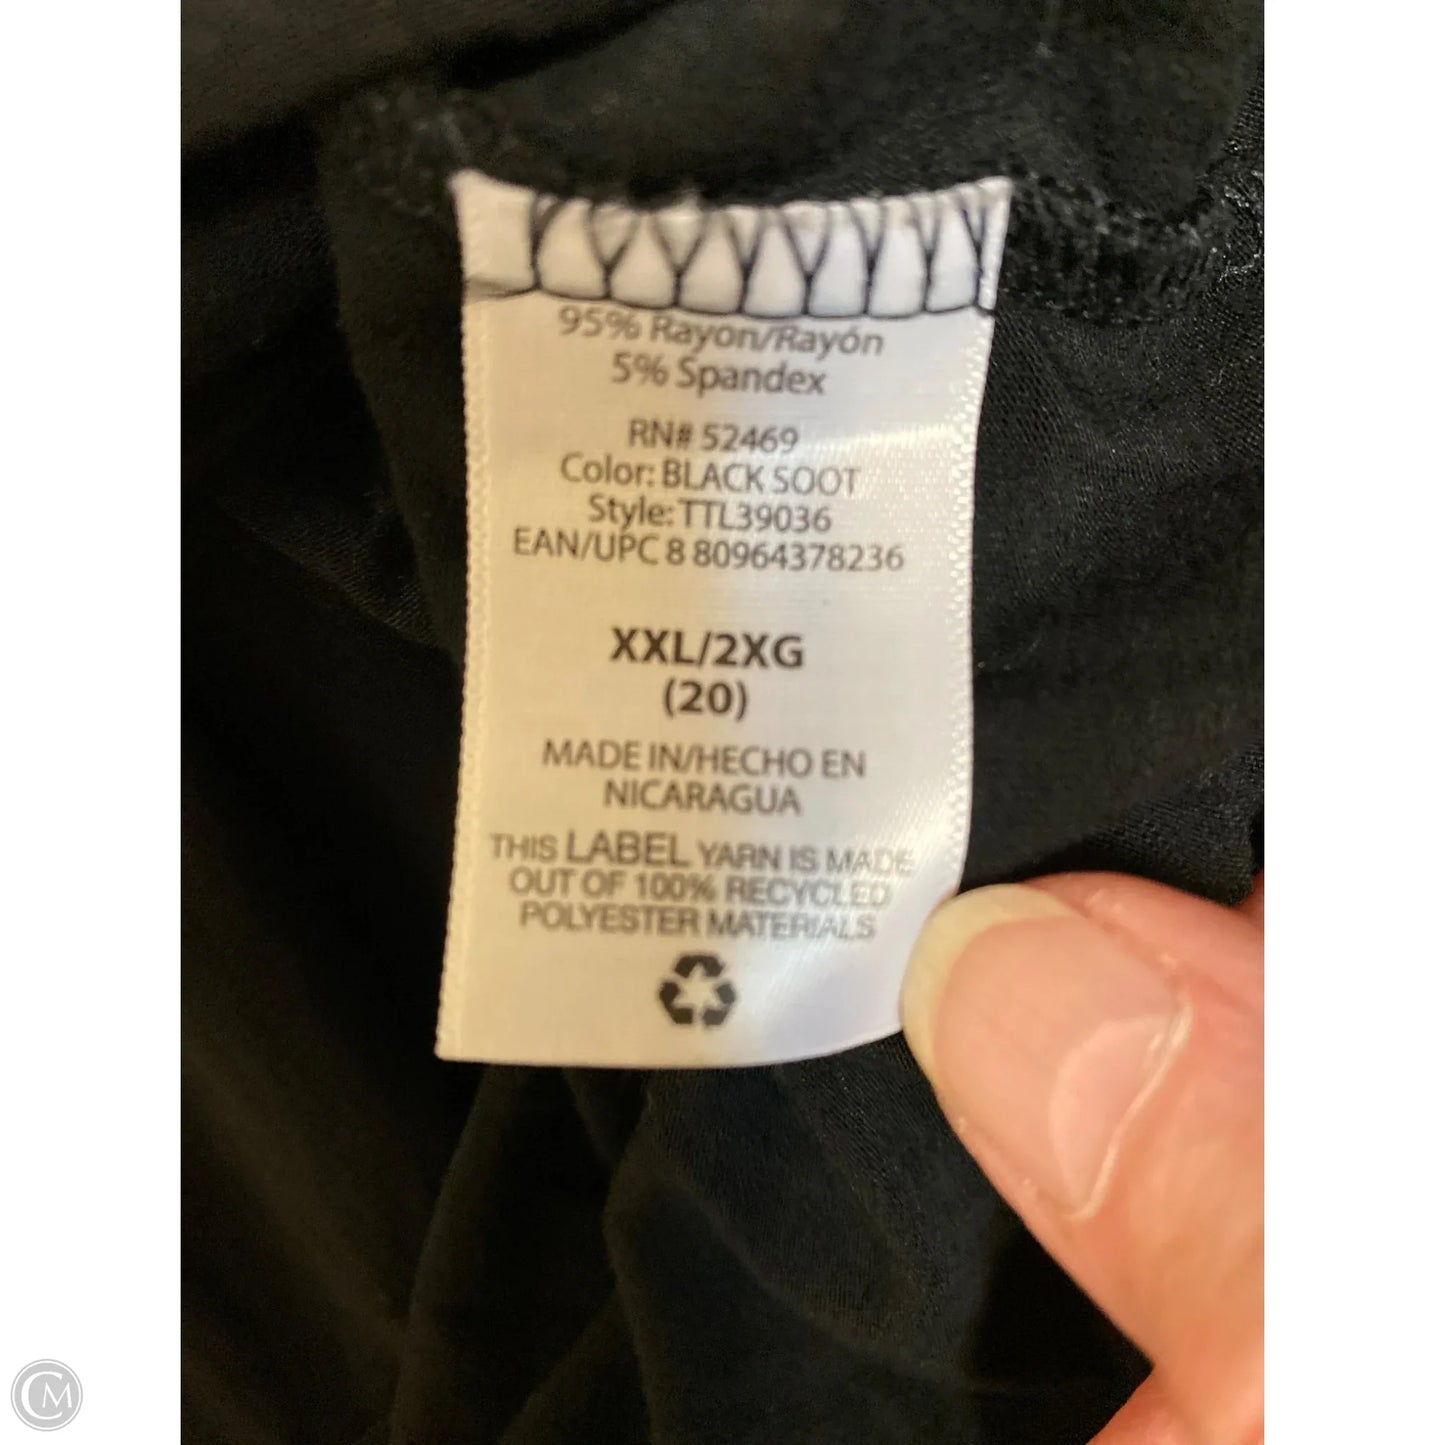 95% Rayon/Rayón
5% Spandex
RN# 52469
Color: BLACK SOOT
Style: TTL39036
EAN/UPC 8 80964378236
XXL/2XG
(20)
MADE IN/HECHO EN
NICARAGUA
THIS LABEL YARN IS MADE
OUT OF 100% RECYCLED
POLYESTER MATERIALS
CM